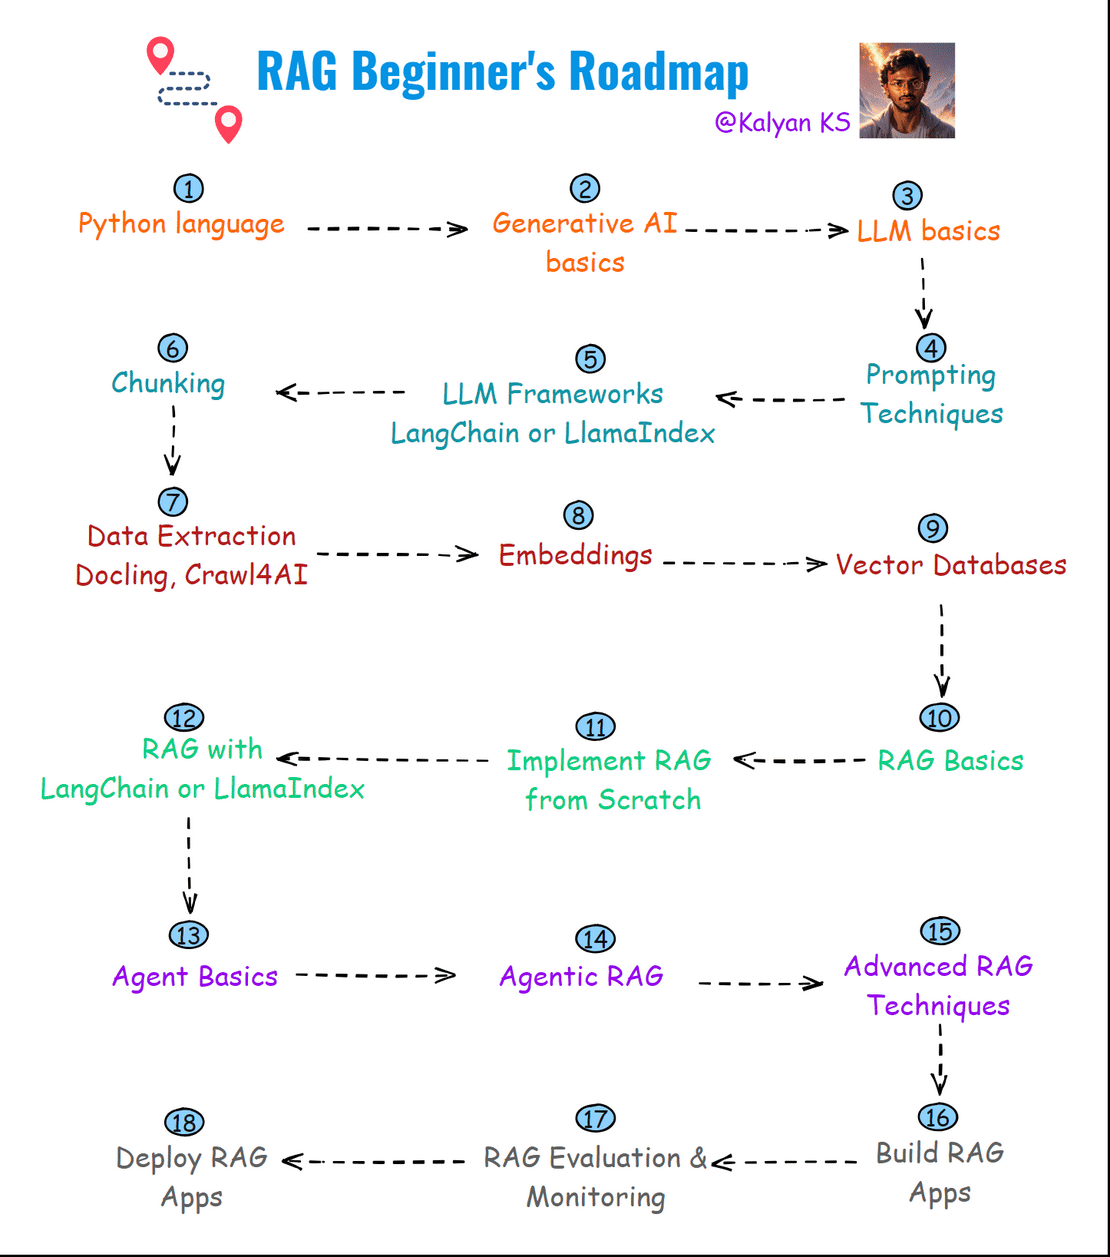 RAG Beginner's Roadmap
@Kalyan KS
1
Python language
2
Generative AI
basics
3
LLM basics
4
Prompting
Techniques
5
LLM Frameworks
LangChain or LlamaIndex
6
Chunking
7
Data Extraction
Docling, Crawl4AI
8
Embeddings
9
Vector Databases
10
RAG Basics
11
Implement RAG
from Scratch
12
RAG with
LangChain or LlamaIndex
13
Agent Basics
14
Agentic RAG
15
Advanced RAG
Techniques
16
Build RAG
Apps
17
RAG Evaluation &
Monitoring
18
Deploy RAG
Apps